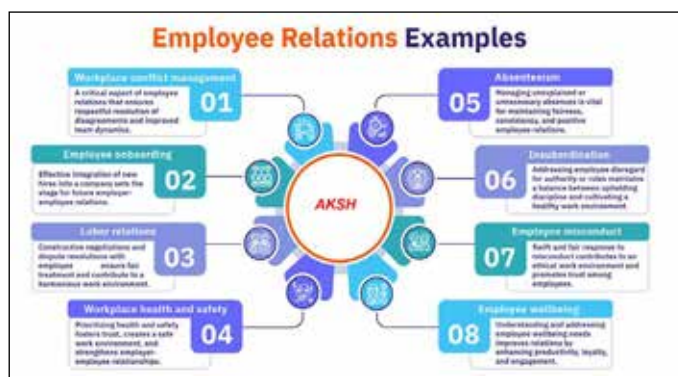 Employee Relations Examples
Workplace conflict management
A critical aspect of employee
relations that ensures
respectful resolution of
disagreements and improved
team dynamics.
01
Employee onboarding
Effective integration of new
hires into a company sets the
stage for future employer-
employee relations.
02
Labor relations
Constructive negotiations and
dispute resolutions with
employee ensure fair
treatment and contribute to a
harmonious work environment.
03
Workplace health and safety
Prioritizing health and safety
fosters trust, creates a safe
work environment, and
strengthens employer-
employee relationships.
04
AKSH
05
Absenteeism
Managing unexplained or
unnecessary absences is vital
for maintaining fairness,
consistency, and positive
employee relations.
06
Insubordination
Addressing employee disregard
for authority or rules maintains
a balance between upholding
discipline and cultivating a
healthy work environment
07
Employee misconduct
Swift and fair response to
misconduct contributes to an
ethical work environment and
promotes trust among
employees.
08
Employee wellbeing
Understanding and addressing
employee wellbeing needs
improves relations by
enhancing productivity, loyalty,
and engagement.